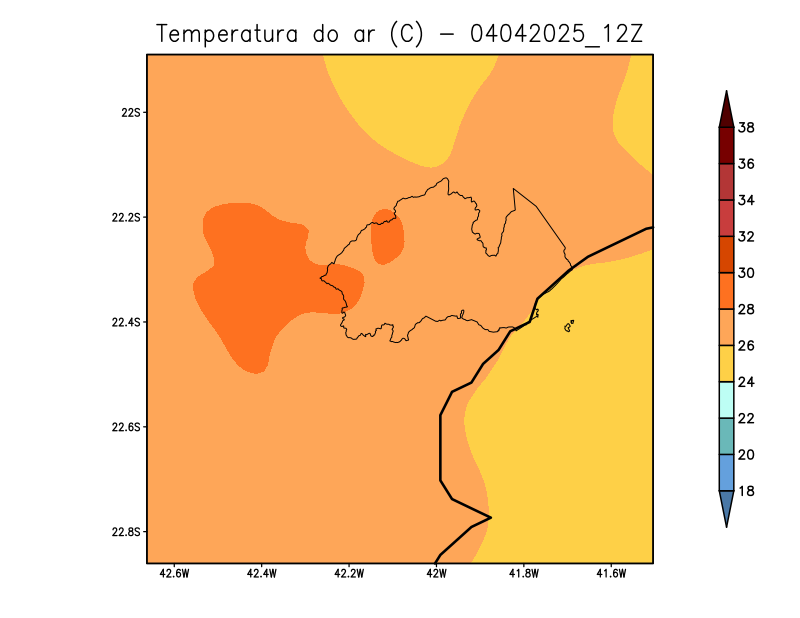 Temperatura do ar (C) - 04042025_12Z
22S
22.2S
22.4S
22.6S
22.8S
42.6W
42.4W
42.2W
42W
41.8W
41.6W
38
36
34
32
30
28
26
24
22
20
18